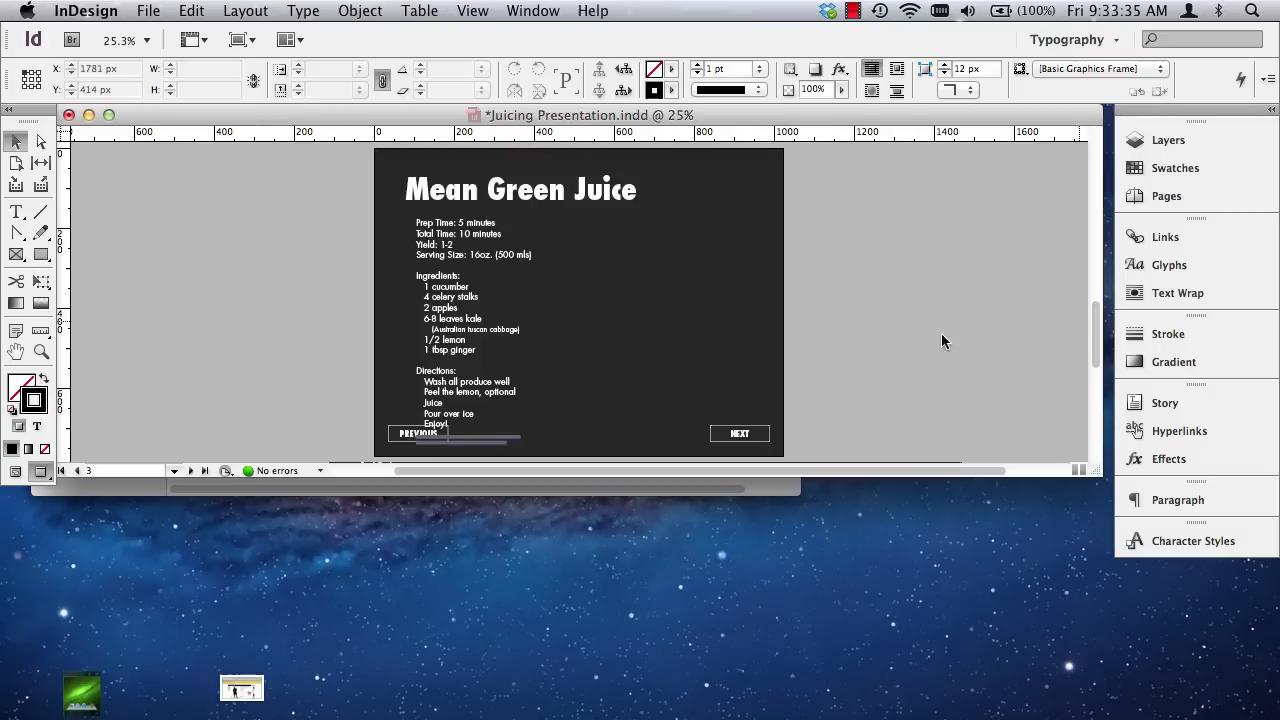 InDesign File Edit Layout Type Object Table View Window Help (100%) Fri 9:33:35 AM
Id Br 25.3% Typography
X: 1781 px W: 1 pt 12 px [Basic Graphics Frame]
Y: 414 px H: 100%
*Juicing Presentation.indd @ 25%
600 400 200 0 200 400 600 800 1000 1200 1400 1600
Mean Green Juice
Prep Time: 5 minutes
Total Time: 10 minutes
Yield: 1-2
Serving Size: 16oz. (500 mls)
Ingredients:
1 cucumber
4 celery stalks
2 apples
6-8 leaves kale
(Australian tuscan cabbage)
1/2 lemon
1 tbsp ginger
Directions:
Wash all produce well
Peel the lemon, optional
Juice
Pour over ice
Enjoy!
PREVIOUS NEXT
3 No errors
Layers
Swatches
Pages
Links
Glyphs
Text Wrap
Stroke
Gradient
Story
Hyperlinks
Effects
Paragraph
Character Styles